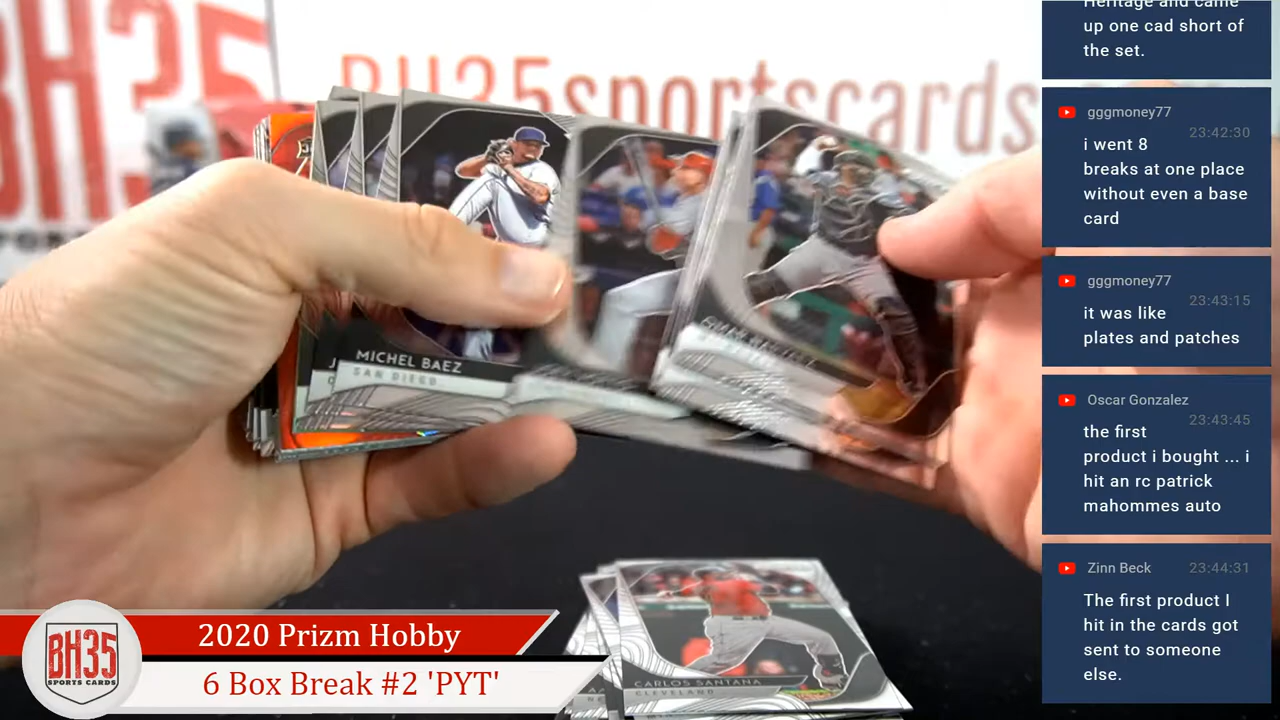 BH35
BH35sportscards
MICHEL BAEZ
SAN DIEGO
CARLOS SANTANA
CLEVELAND
BH35
SPORTS CARDS
2020 Prizm Hobby
6 Box Break #2 'PYT'
Heritage and came
up one cad short of
the set.
gggmoney77
23:42:30
i went 8
breaks at one place
without even a base
card
gggmoney77
23:43:15
it was like
plates and patches
Oscar Gonzalez
23:43:45
the first
product i bought ... i
hit an rc patrick
mahommes auto
Zinn Beck
23:44:31
The first product I
hit in the cards got
sent to someone
else.